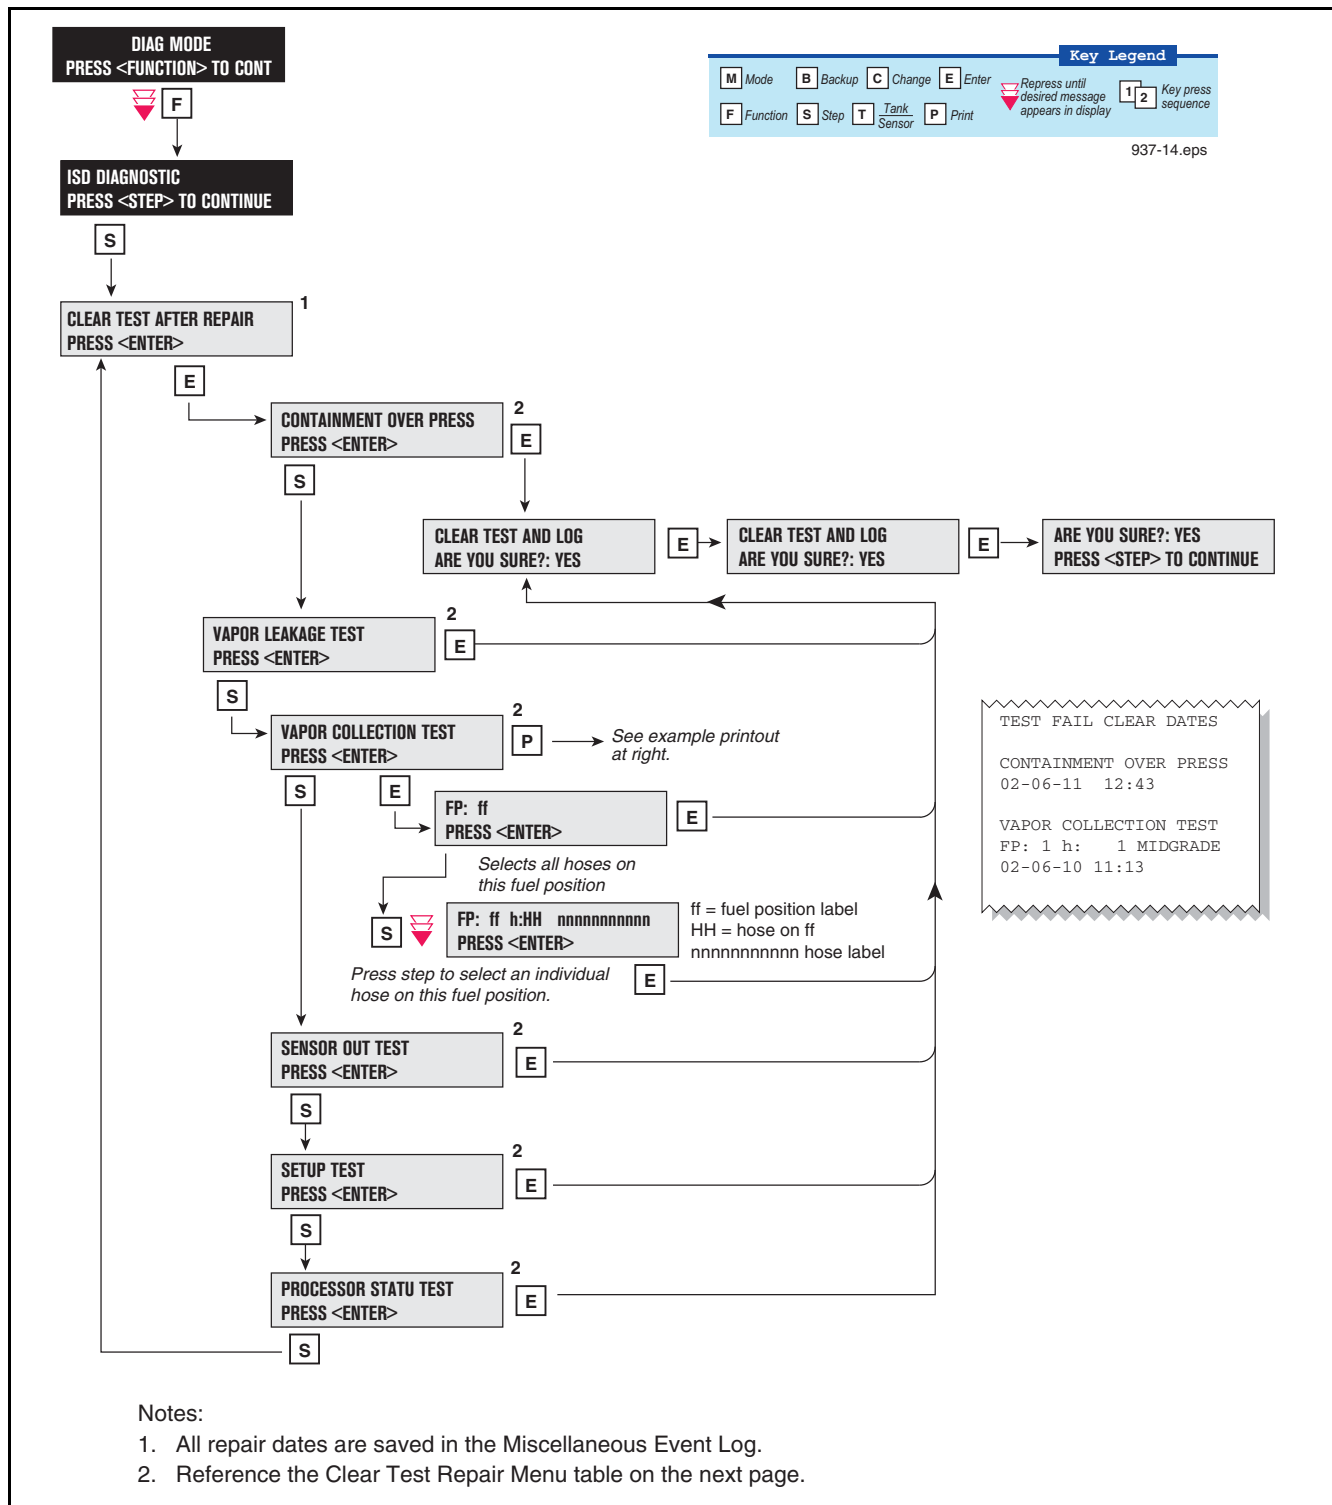 DIAG MODE
PRESS <FUNCTION> TO CONT
Key Legend
M Mode B Backup C Change E Enter
F Function S Step T Tank Sensor P Print
Repress until
desired message
appears in display
1 2 Key press
sequence
937-14.eps
F
ISD DIAGNOSTIC
PRESS <STEP> TO CONTINUE
S
CLEAR TEST AFTER REPAIR 1
PRESS <ENTER>
E
CONTAINMENT OVER PRESS 2
PRESS <ENTER>
E
S
CLEAR TEST AND LOG
ARE YOU SURE?: YES
E
CLEAR TEST AND LOG
ARE YOU SURE?: YES
E
ARE YOU SURE?: YES
PRESS <STEP> TO CONTINUE
VAPOR LEAKAGE TEST 2
PRESS <ENTER>
E
S
VAPOR COLLECTION TEST 2
PRESS <ENTER>
P
See example printout
at right.
TEST FAIL CLEAR DATES
CONTAINMENT OVER PRESS
02-06-11 12:43
VAPOR COLLECTION TEST
FP: 1 h: 1 MIDGRADE
02-06-10 11:13
S
E
FP: ff
PRESS <ENTER>
E
Selects all hoses on
this fuel position
S
FP: ff h:HH nnnnnnnnnnn
PRESS <ENTER>
ff = fuel position label
HH = hose on ff
nnnnnnnnnnn hose label
Press step to select an individual
hose on this fuel position.
E
SENSOR OUT TEST 2
PRESS <ENTER>
E
S
SETUP TEST 2
PRESS <ENTER>
E
S
PROCESSOR STATU TEST 2
PRESS <ENTER>
E
S
Notes:
1. All repair dates are saved in the Miscellaneous Event Log.
2. Reference the Clear Test Repair Menu table on the next page.